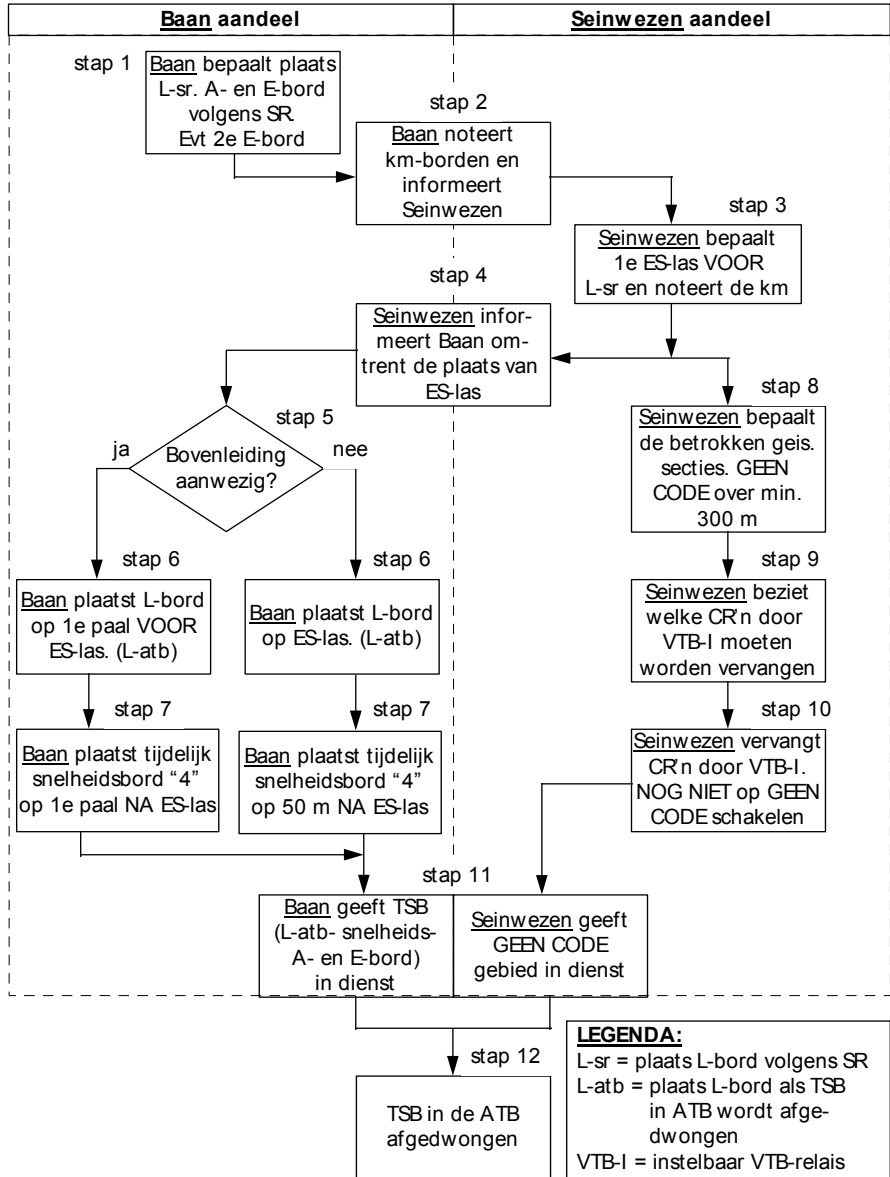 Baan aandeel
Seinwezen aandeel
stap 1
Baan bepaalt plaats
L-sr. A- en E-bord
volgens SR.
Evt 2e E-bord
stap 2
Baan noteert
km-borden en
informeert
Seinwezen
stap 3
Seinwezen bepaalt
1e ES-las VOOR
L-sr en noteert de km
stap 4
Seinwezen infor-
meert Baan om-
trent de plaats van
ES-las
stap 5
ja
Bovenleiding
aanwezig?
nee
stap 8
Seinwezen bepaalt
de betrokken geis.
secties. GEEN
CODE over min.
300 m
stap 6
Baan plaatst L-bord
op 1e paal VOOR
ES-las. (L-atb)
stap 6
Baan plaatst L-bord
op ES-las. (L-atb)
stap 9
Seinwezen beziet
welke CR'n door
VTB-I moeten
worden vervangen
stap 7
Baan plaatst tijdelijk
snelheidsbord “4”
op 1e paal NA ES-las
stap 7
Baan plaatst tijdelijk
snelheidsbord “4”
op 50 m NA ES-las
stap 10
Seinwezen vervangt
CR'n door VTB-I.
NOG NIET op GEEN
CODE schakelen
stap 11
Baan geeft TSB
(L-atb- snelheids-
A- en E-bord)
in dienst
Seinwezen geeft
GEEN CODE
gebied in dienst
stap 12
TSB in de ATB
afgedwongen
LEGENDA:
L-sr = plaats L-bord volgens SR
L-atb = plaats L-bord als TSB
in ATB wordt afge-
dwongen
VTB-I = instelbaar VTB-relais